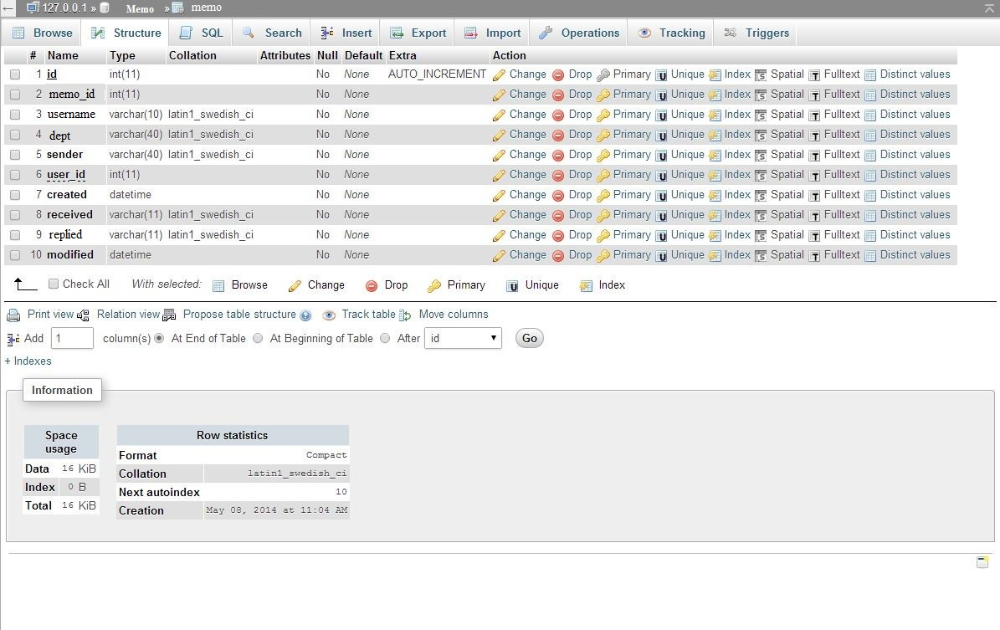 127.0.0.1 » Memo » memo
Browse Structure SQL Search Insert Export Import Operations Tracking Triggers
# Name Type Collation Attributes Null Default Extra Action
1 id int(11) No None AUTO_INCREMENT Change Drop Primary Unique Index Spatial Fulltext Distinct values
2 memo_id int(11) No None Change Drop Primary Unique Index Spatial Fulltext Distinct values
3 username varchar(10) latin1_swedish_ci No None Change Drop Primary Unique Index Spatial Fulltext Distinct values
4 dept varchar(40) latin1_swedish_ci No None Change Drop Primary Unique Index Spatial Fulltext Distinct values
5 sender varchar(40) latin1_swedish_ci No None Change Drop Primary Unique Index Spatial Fulltext Distinct values
6 user_id int(11) No None Change Drop Primary Unique Index Spatial Fulltext Distinct values
7 created datetime No None Change Drop Primary Unique Index Spatial Fulltext Distinct values
8 received varchar(11) latin1_swedish_ci No None Change Drop Primary Unique Index Spatial Fulltext Distinct values
9 replied varchar(11) latin1_swedish_ci No None Change Drop Primary Unique Index Spatial Fulltext Distinct values
10 modified datetime No None Change Drop Primary Unique Index Spatial Fulltext Distinct values
Check All With selected: Browse Change Drop Primary Unique Index
Print view Relation view Propose table structure Track table Move columns
Add 1 column(s) At End of Table At Beginning of Table After id Go
+ Indexes
Information
Space usage
Data 16 KiB
Index 0 B
Total 16 KiB
Row statistics
Format Compact
Collation latin1_swedish_ci
Next autoindex 10
Creation May 08, 2014 at 11:04 AM